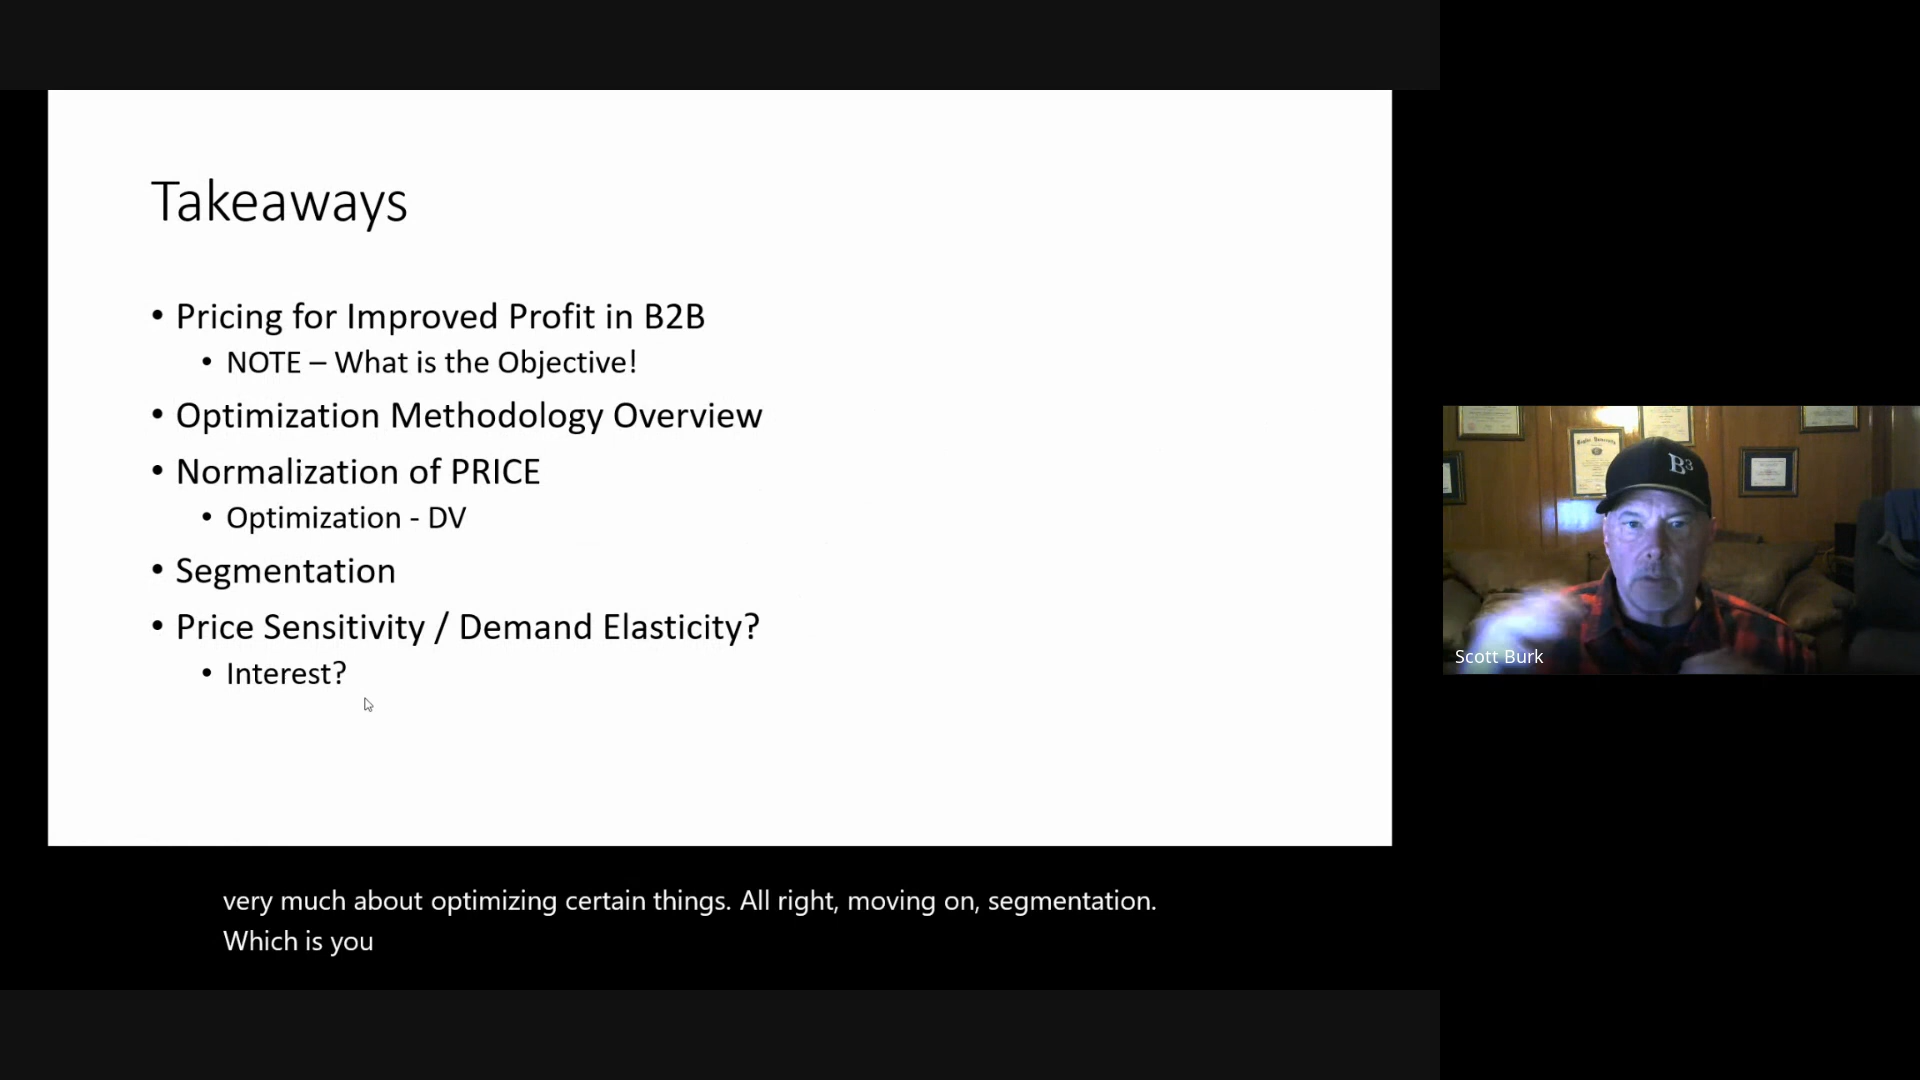 Takeaways
• Pricing for Improved Profit in B2B
• NOTE – What is the Objective!
• Optimization Methodology Overview
• Normalization of PRICE
• Optimization - DV
• Segmentation
• Price Sensitivity / Demand Elasticity?
• Interest?
B³
Scott Burk
very much about optimizing certain things. All right, moving on, segmentation.
Which is you